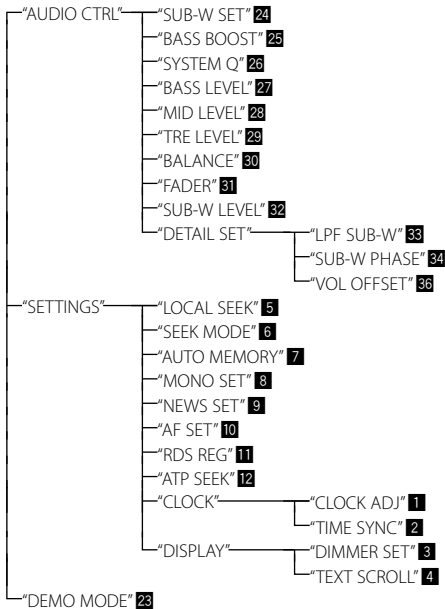 “AUDIO CTRL” “SUB-W SET” 24
“BASS BOOST” 25
“SYSTEM Q” 26
“BASS LEVEL” 27
“MID LEVEL” 28
“TRE LEVEL” 29
“BALANCE” 30
“FADER” 31
“SUB-W LEVEL” 32
“DETAIL SET” “LPF SUB-W” 33
“SUB-W PHASE” 34
“VOL OFFSET” 36
“SETTINGS” “LOCAL SEEK” 5
“SEEK MODE” 6
“AUTO MEMORY” 7
“MONO SET” 8
“NEWS SET” 9
“AF SET” 10
“RDS REG” 11
“ATP SEEK” 12
“CLOCK” “CLOCK ADJ” 1
“TIME SYNC” 2
“DISPLAY” “DIMMER SET” 3
“TEXT SCROLL” 4
“DEMO MODE” 23